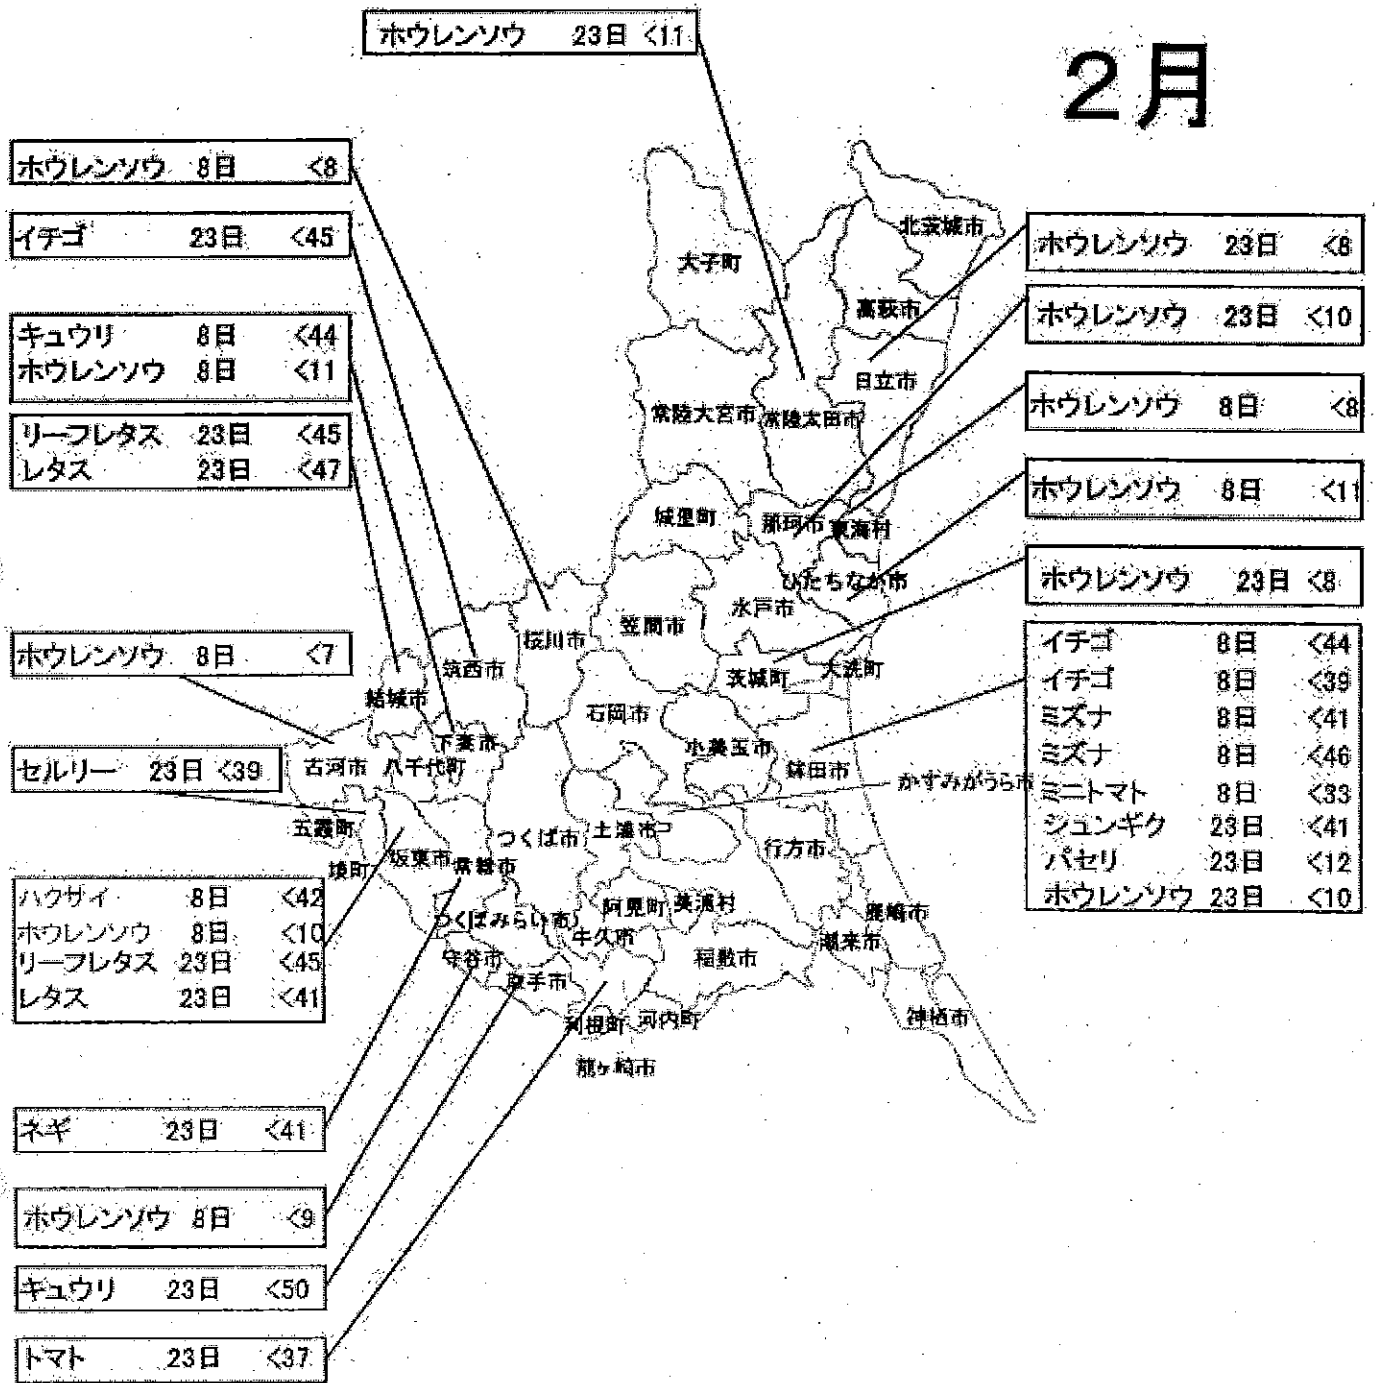 2月
ホウレンソウ 23日 <11
ホウレンソウ 8日 <8
イチゴ 23日 <45
キュウリ 8日 <44
ホウレンソウ 8日 <11
リーフレタス 23日 <45
レタス 23日 <47
ホウレンソウ 8日 <7
セルリー 23日 <39
ハクサイ 8日 <42
ホウレンソウ 8日 <10
リーフレタス 23日 <45
レタス 23日 <41
ネギ 23日 <41
ホウレンソウ 8日 <9
キュウリ 23日 <50
トマト 23日 <37
ホウレンソウ 23日 <8
ホウレンソウ 23日 <10
ホウレンソウ 8日 <8
ホウレンソウ 8日 <11
ホウレンソウ 23日 <8
イチゴ 8日 <44
イチゴ 8日 <39
ミズナ 8日 <41
ミズナ 8日 <46
ミニトマト 8日 <33
シュンギク 23日 <41
パセリ 23日 <12
ホウレンソウ 23日 <10
北茨城市
大子町
高萩市
日立市
常陸大宮市
常陸太田市
城里町
那珂市
東海村
ひたちなか市
水戸市
笠間市
桜川市
筑西市
茨城町
大洗町
結城市
石岡市
下妻市
小美玉市
古河市
八千代町
鉾田市
かすみがうら市
五霞町
つくば市
土浦市
行方市
境町
坂東市
常総市
阿見町
美浦村
鹿嶋市
つくばみらい市
牛久市
潮来市
守谷市
稲敷市
取手市
利根町
河内町
神栖市
龍ヶ崎市